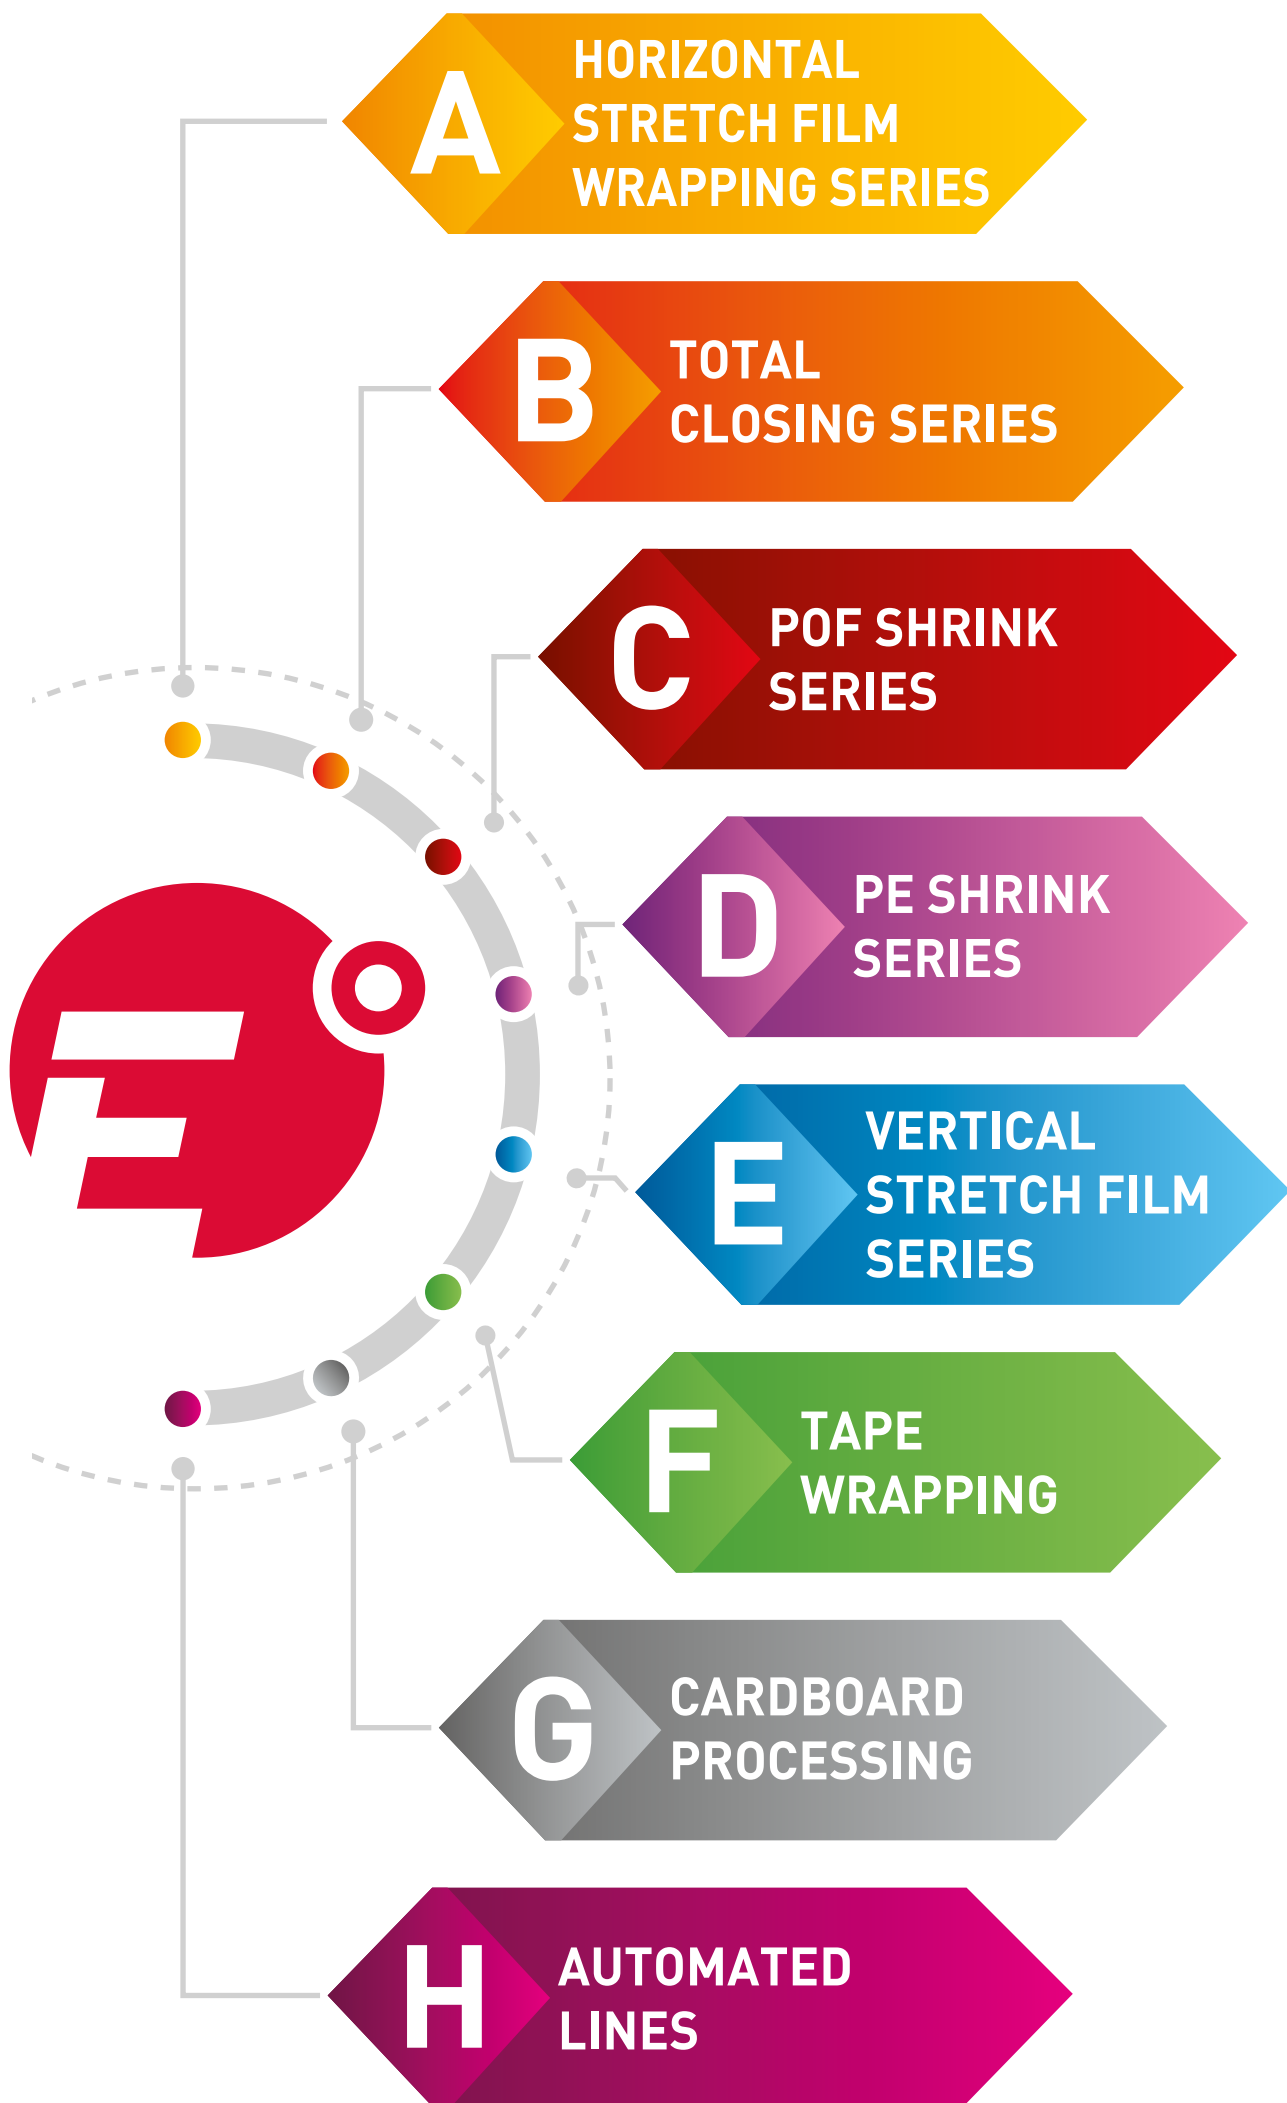 A
HORIZONTAL
STRETCH FILM
WRAPPING SERIES
B
TOTAL
CLOSING SERIES
C
POF SHRINK
SERIES
D
PE SHRINK
SERIES
E
VERTICAL
STRETCH FILM
SERIES
F
TAPE
WRAPPING
G
CARDBOARD
PROCESSING
H
AUTOMATED
LINES